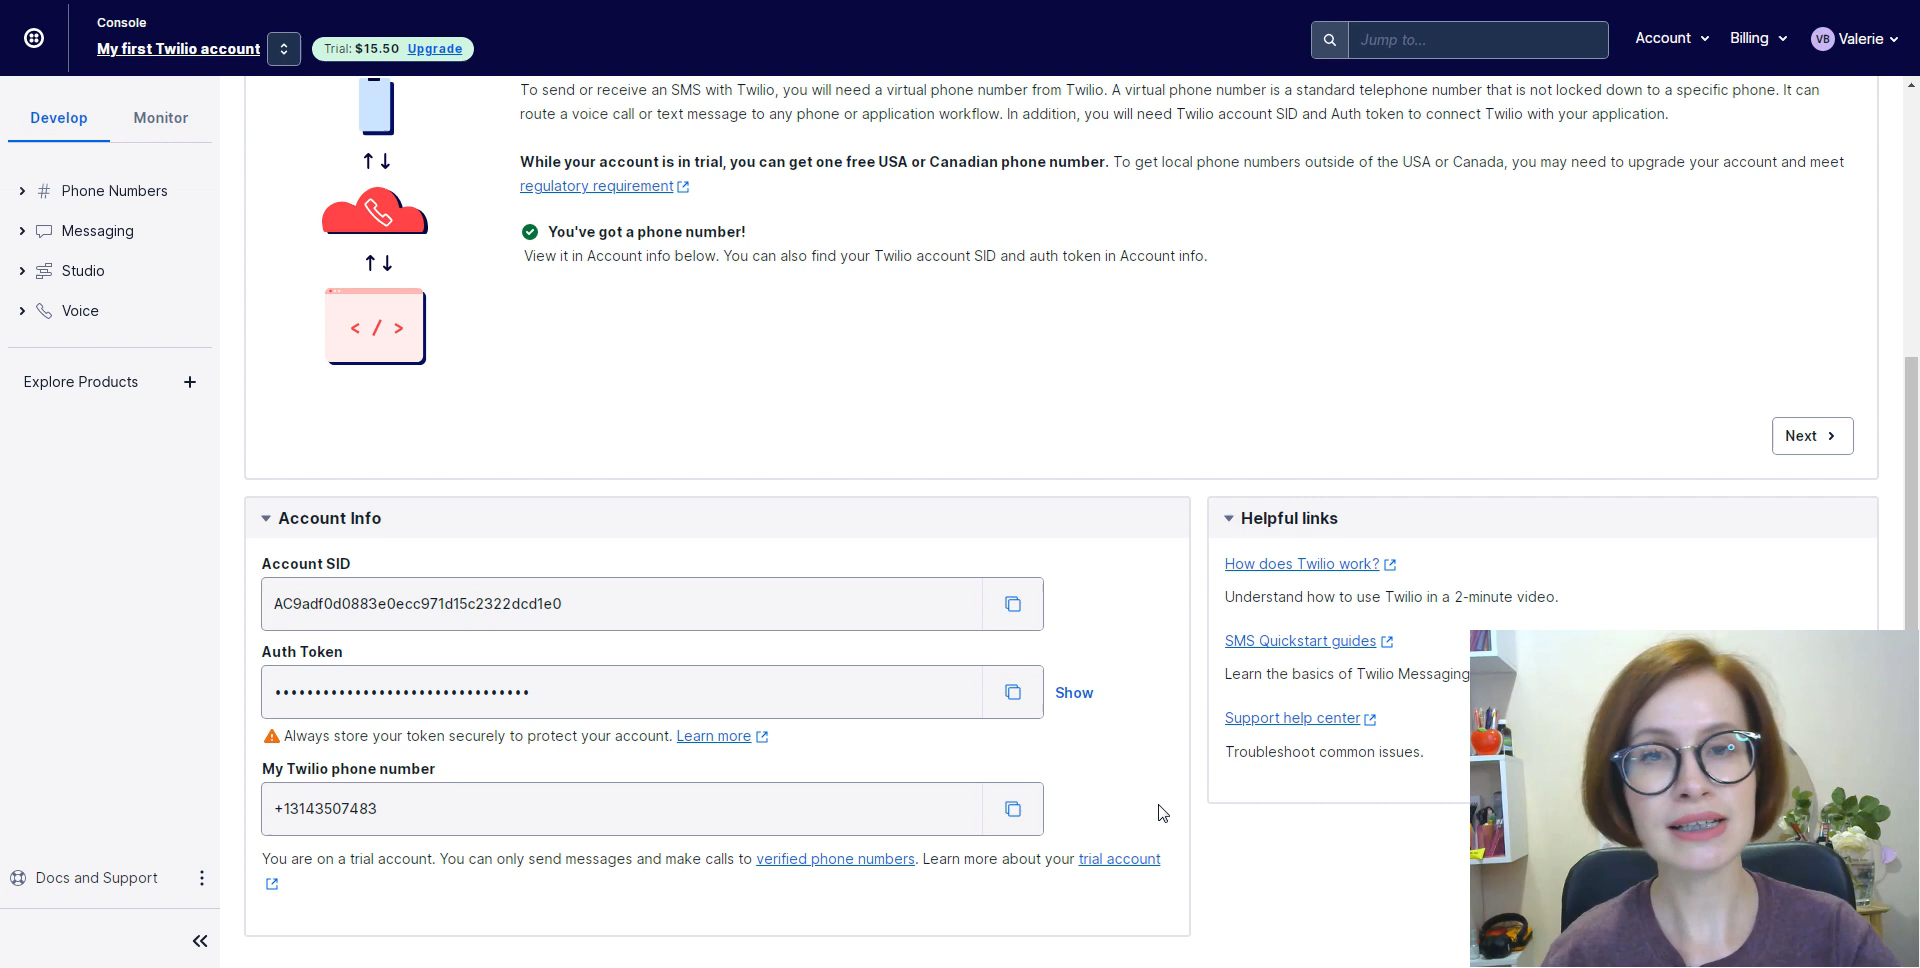 Console
My first Twilio account
Trial: $15.50 Upgrade
Jump to...
Account
Billing
VB
Valerie
Develop
Monitor
Phone Numbers
Messaging
Studio
Voice
Explore Products
Docs and Support
To send or receive an SMS with Twilio, you will need a virtual phone number from Twilio. A virtual phone number is a standard telephone number that is not locked down to a specific phone. It can
route a voice call or text message to any phone or application workflow. In addition, you will need Twilio account SID and Auth token to connect Twilio with your application.
While your account is in trial, you can get one free USA or Canadian phone number. To get local phone numbers outside of the USA or Canada, you may need to upgrade your account and meet
regulatory requirement
You've got a phone number!
View it in Account info below. You can also find your Twilio account SID and auth token in Account info.
< / >
Next
Account Info
Account SID
AC9adf0d0883e0ecc971d15c2322dcd1e0
Auth Token
••••••••••••••••••••••••••••••••
Show
Always store your token securely to protect your account. Learn more
My Twilio phone number
+13143507483
You are on a trial account. You can only send messages and make calls to verified phone numbers. Learn more about your trial account
Helpful links
How does Twilio work?
Understand how to use Twilio in a 2-minute video.
SMS Quickstart guides
Learn the basics of Twilio Messaging
Support help center
Troubleshoot common issues.